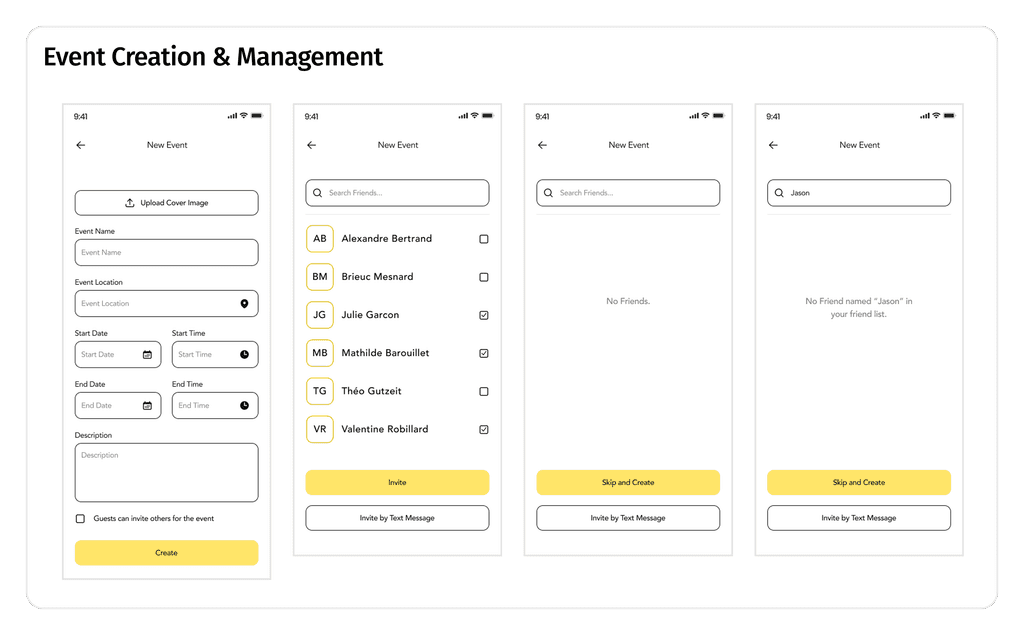 Event Creation & Management
9:41
New Event
Upload Cover Image
Event Name
Event Name
Event Location
Event Location
Start Date Start Time
Start Date Start Time
End Date End Time
End Date End Time
Description
Description
Guests can invite others for the event
Create
9:41
New Event
Search Friends...
AB Alexandre Bertrand
BM Brieuc Mesnard
JG Julie Garcon
MB Mathilde Barouillet
TG Théo Gutzeit
VR Valentine Robillard
Invite
Invite by Text Message
9:41
New Event
Search Friends...
No Friends.
Skip and Create
Invite by Text Message
9:41
New Event
Jason
No Friend named “Jason” in
your friend list.
Skip and Create
Invite by Text Message